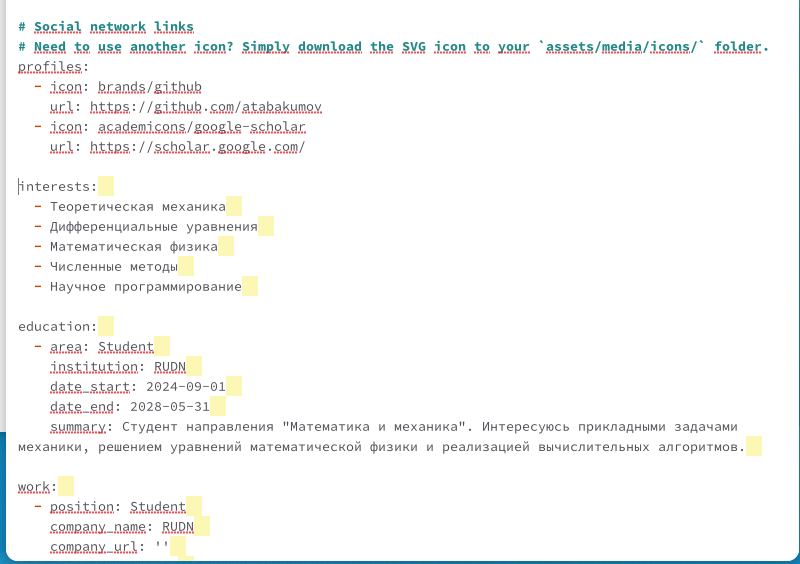 # Social network links
# Need to use another icon? Simply download the SVG icon to your `assets/media/icons/` folder.
profiles:
  - icon: brands/github
    url: https://github.com/atabakumov
  - icon: academicons/google-scholar
    url: https://scholar.google.com/
interests:
  - Теоретическая механика
  - Дифференциальные уравнения
  - Математическая физика
  - Численные методы
  - Научное программирование
education:
  - area: Student
    institution: RUDN
    date_start: 2024-09-01
    date_end: 2028-05-31
    summary: Студент направления "Математика и механика". Интересуюсь прикладными задачами
механики, решением уравнений математической физики и реализацией вычислительных алгоритмов.
work:
  - position: Student
    company_name: RUDN
    company_url: ''